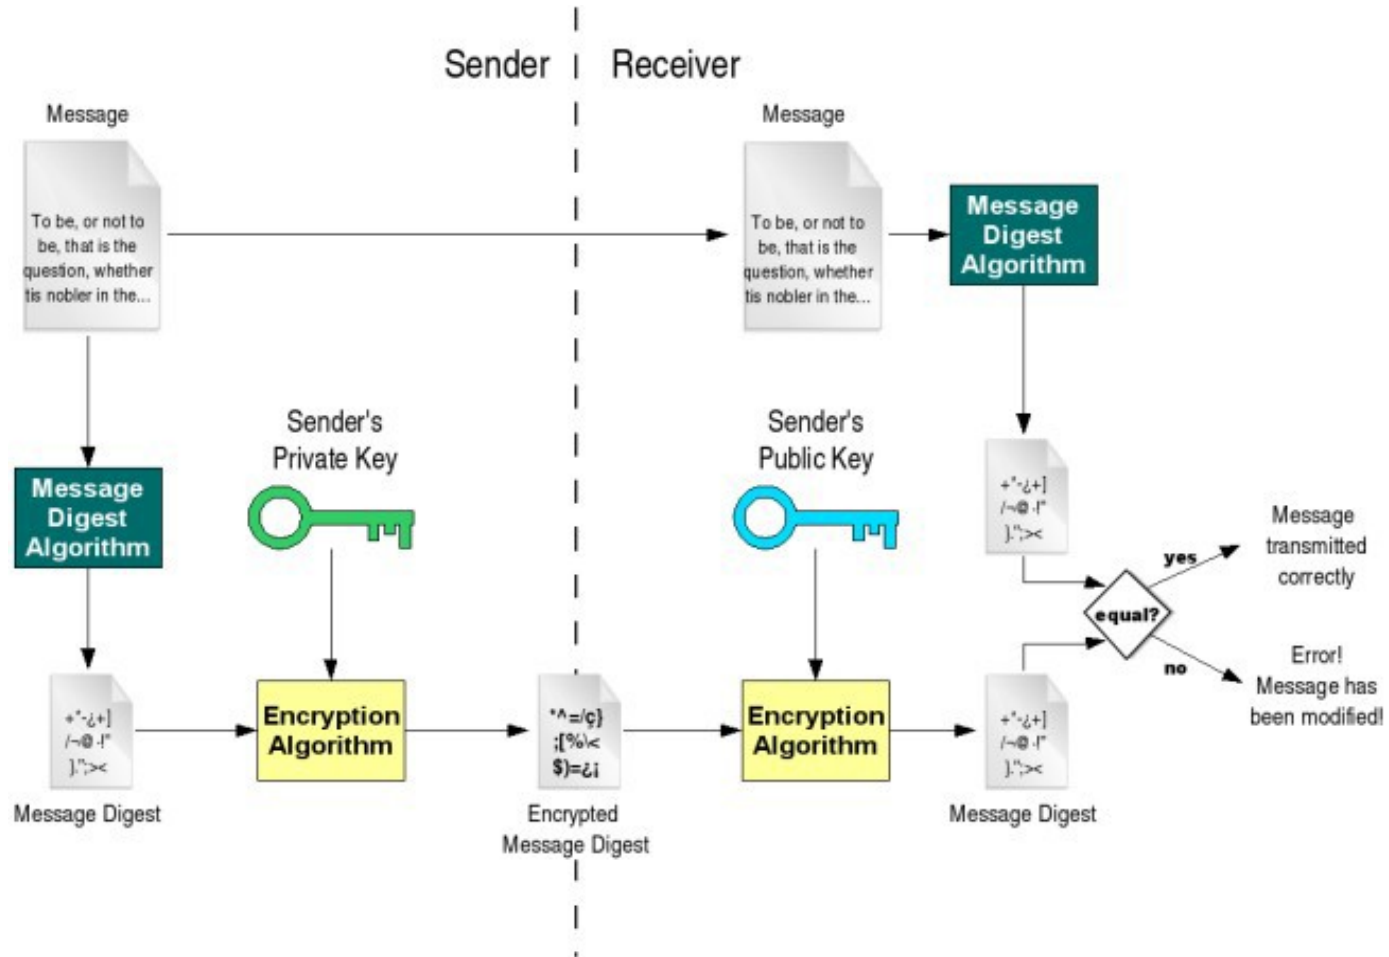 Sender
Receiver
Message
To be, or not to
be, that is the
question, whether
tis nobler in the...
Message
To be, or not to
be, that is the
question, whether
tis nobler in the...
Message
Digest
Algorithm
Sender's
Private Key
Sender's
Public Key
Message
Digest
Algorithm
+*-¿+]
/¬@-!"
).";><
yes
Message
transmitted
correctly
equal?
no
Error!
Message has
been modified!
+*-¿+]
/¬@-!"
).";><
Message Digest
Encryption
Algorithm
*^=/ç}
;[%\<
$)=¿¡
Encrypted
Message Digest
Encryption
Algorithm
+*-¿+]
/¬@-!"
).";><
Message Digest